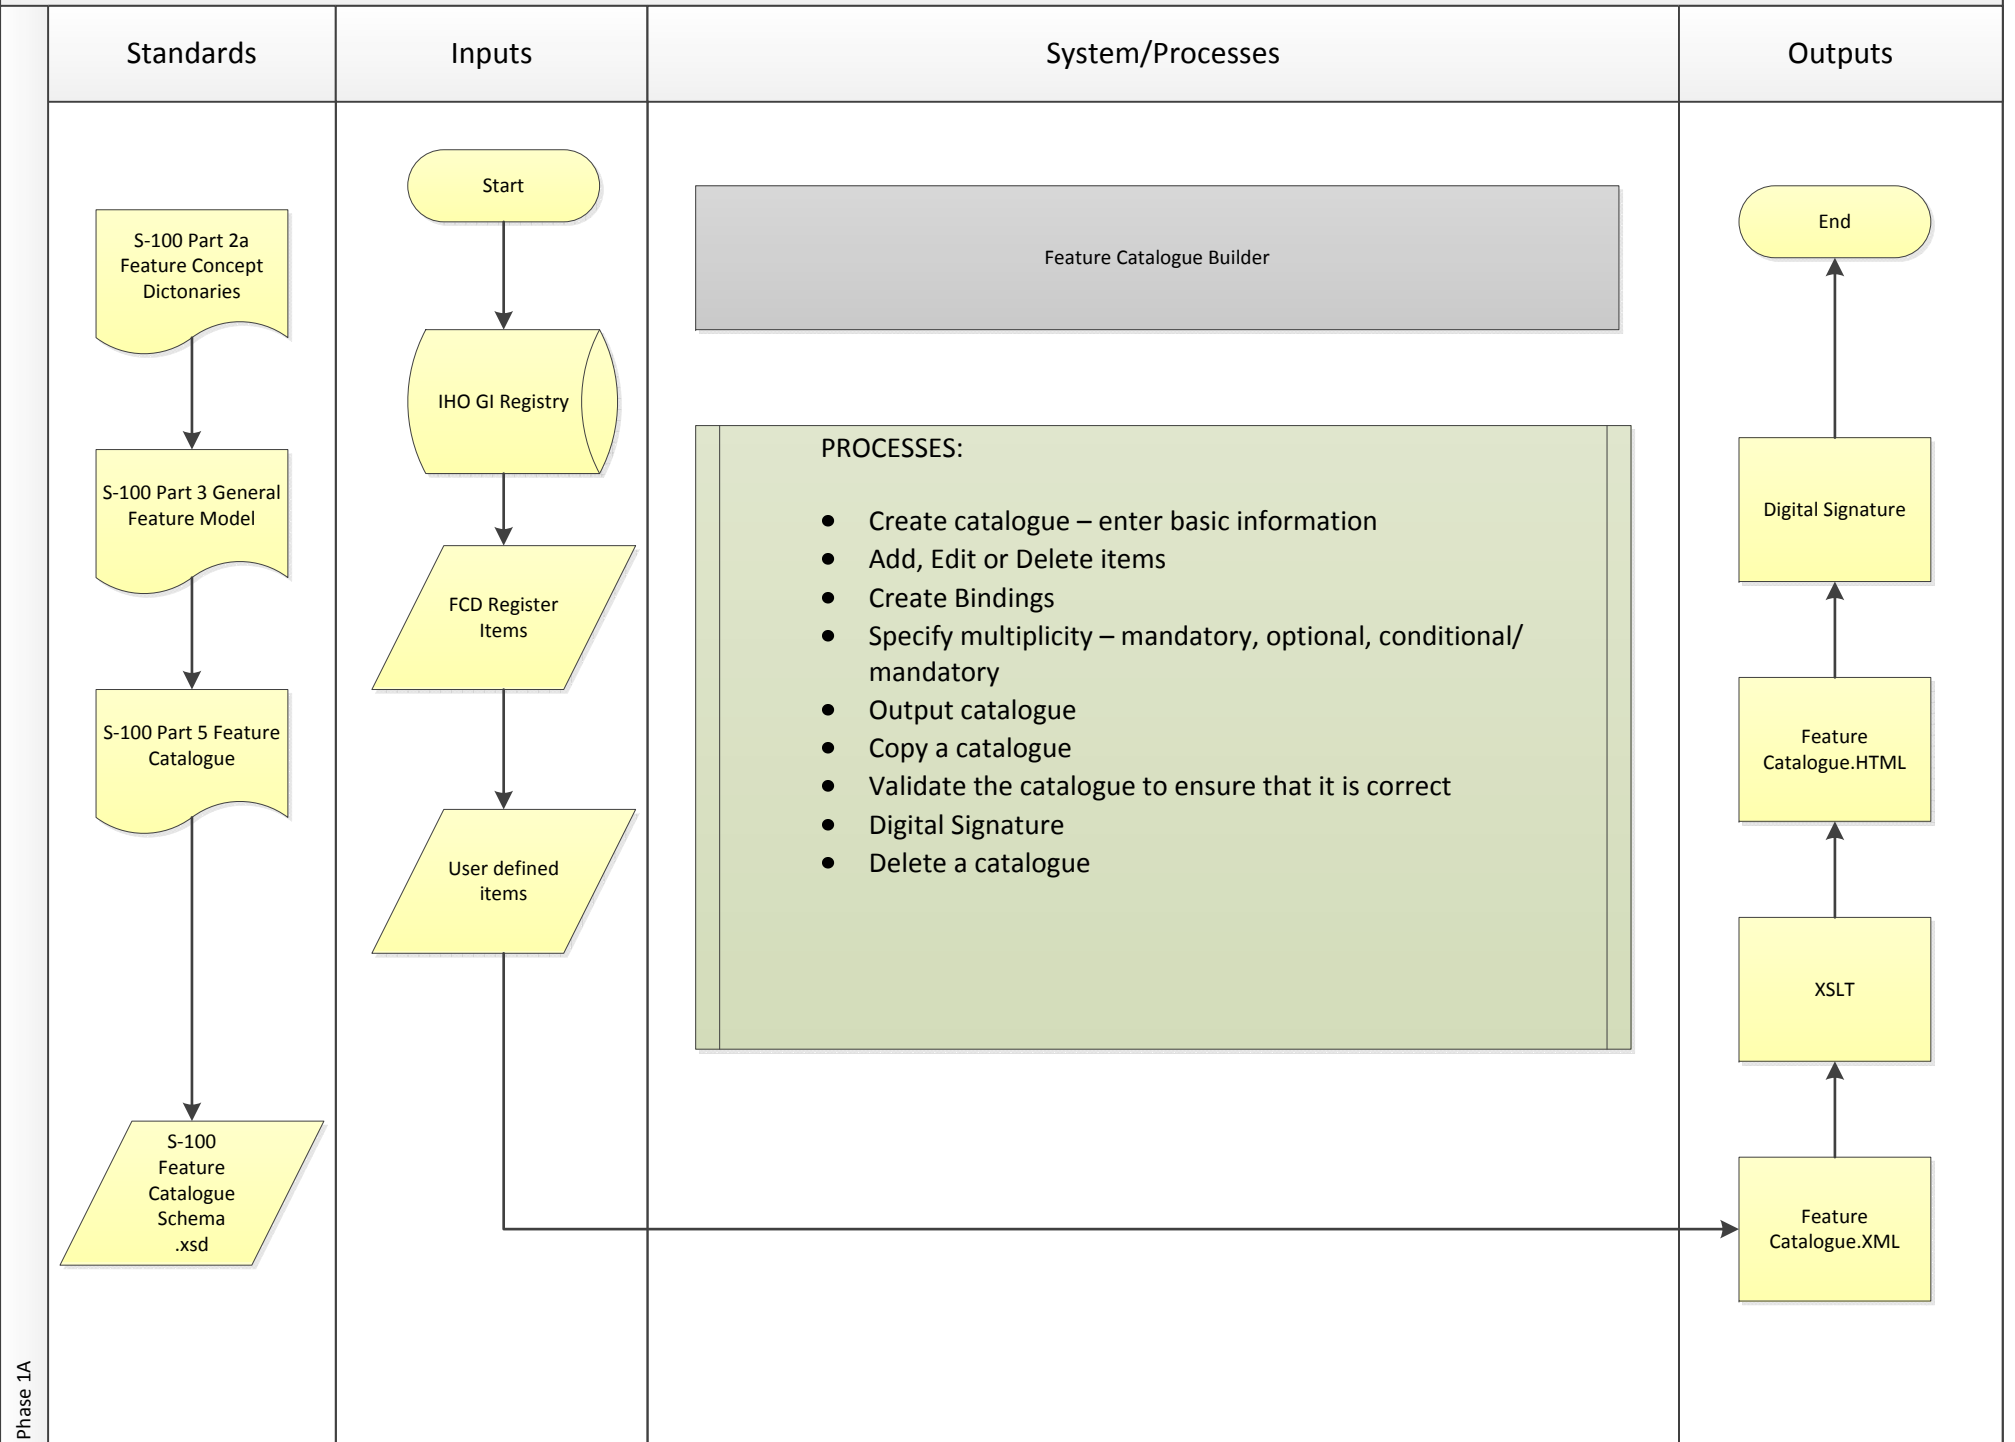 Standards
Inputs
System/Processes
Outputs
S-100 Part 2a
Feature Concept
Dictonaries
S-100 Part 3 General
Feature Model
S-100 Part 5 Feature
Catalogue
S-100
Feature
Catalogue
Schema
.xsd
Start
IHO GI Registry
FCD Register
Items
User defined
items
Feature Catalogue Builder
PROCESSES:
● Create catalogue – enter basic information
● Add, Edit or Delete items
● Create Bindings
● Specify multiplicity – mandatory, optional, conditional/
mandatory
● Output catalogue
● Copy a catalogue
● Validate the catalogue to ensure that it is correct
● Digital Signature
● Delete a catalogue
End
Digital Signature
Feature
Catalogue.HTML
XSLT
Feature
Catalogue.XML
Phase 1A